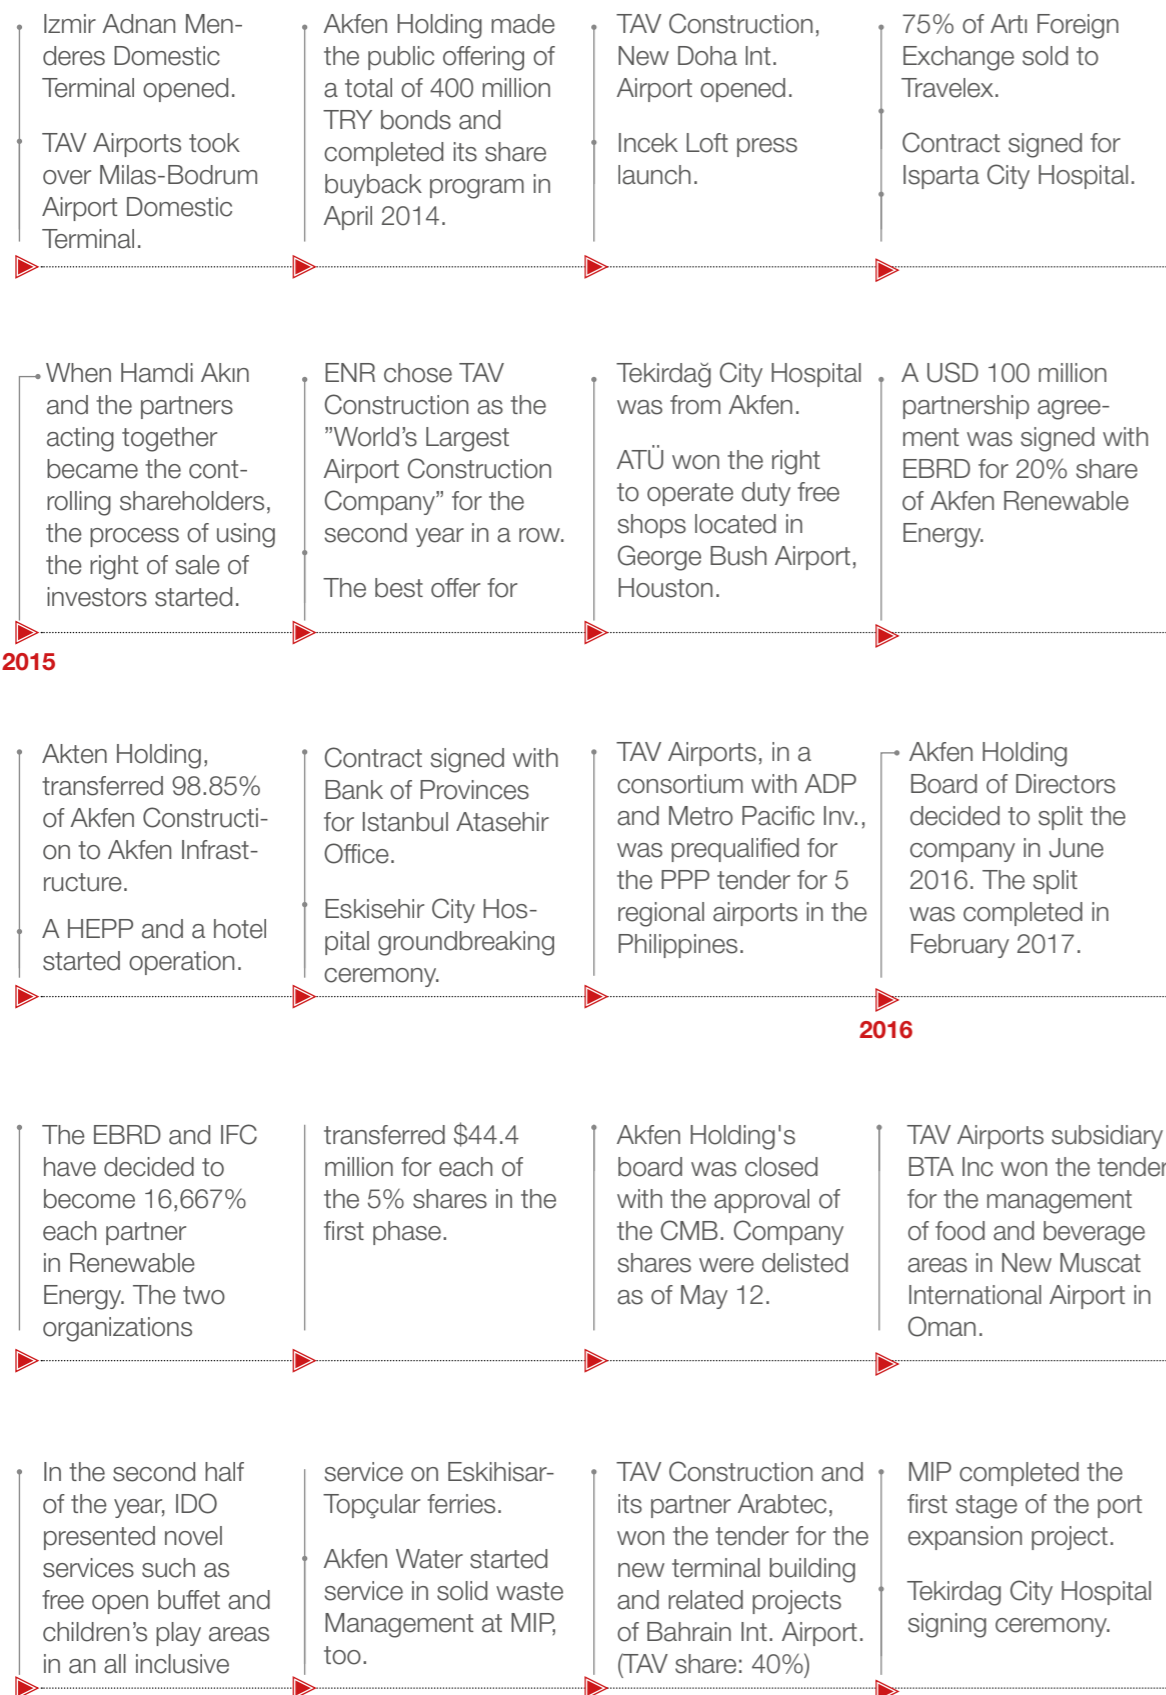 Izmir Adnan Men-
deres Domestic
Terminal opened.
TAV Airports took
over Milas-Bodrum
Airport Domestic
Terminal.
Akfen Holding made
the public offering of
a total of 400 million
TRY bonds and
completed its share
buyback program in
April 2014.
TAV Construction,
New Doha Int.
Airport opened.
Incek Loft press
launch.
75% of Artı Foreign
Exchange sold to
Travelex.
Contract signed for
Isparta City Hospital.
When Hamdi Akın
and the partners
acting together
became the cont-
rolling shareholders,
the process of using
the right of sale of
investors started.
2015
ENR chose TAV
Construction as the
”World’s Largest
Airport Construction
Company” for the
second year in a row.
The best offer for
Tekirdağ City Hospital
was from Akfen.
ATÜ won the right
to operate duty free
shops located in
George Bush Airport,
Houston.
A USD 100 million
partnership agree-
ment was signed with
EBRD for 20% share
of Akfen Renewable
Energy.
Akten Holding,
transferred 98.85%
of Akfen Constructi-
on to Akfen Infrast-
ructure.
A HEPP and a hotel
started operation.
Contract signed with
Bank of Provinces
for Istanbul Atasehir
Office.
Eskisehir City Hos-
pital groundbreaking
ceremony.
TAV Airports, in a
consortium with ADP
and Metro Pacific Inv.,
was prequalified for
the PPP tender for 5
regional airports in the
Philippines.
Akfen Holding
Board of Directors
decided to split the
company in June
2016. The split
was completed in
February 2017.
2016
The EBRD and IFC
have decided to
become 16,667%
each partner
in Renewable
Energy. The two
organizations
transferred $44.4
million for each of
the 5% shares in the
first phase.
Akfen Holding's
board was closed
with the approval of
the CMB. Company
shares were delisted
as of May 12.
TAV Airports subsidiary
BTA Inc won the tender
for the management
of food and beverage
areas in New Muscat
International Airport in
Oman.
In the second half
of the year, IDO
presented novel
services such as
free open buffet and
children’s play areas
in an all inclusive
service on Eskihisar-
Topçular ferries.
Akfen Water started
service in solid waste
Management at MIP,
too.
TAV Construction and
its partner Arabtec,
won the tender for the
new terminal building
and related projects
of Bahrain Int. Airport.
(TAV share: 40%)
MIP completed the
first stage of the port
expansion project.
Tekirdag City Hospital
signing ceremony.